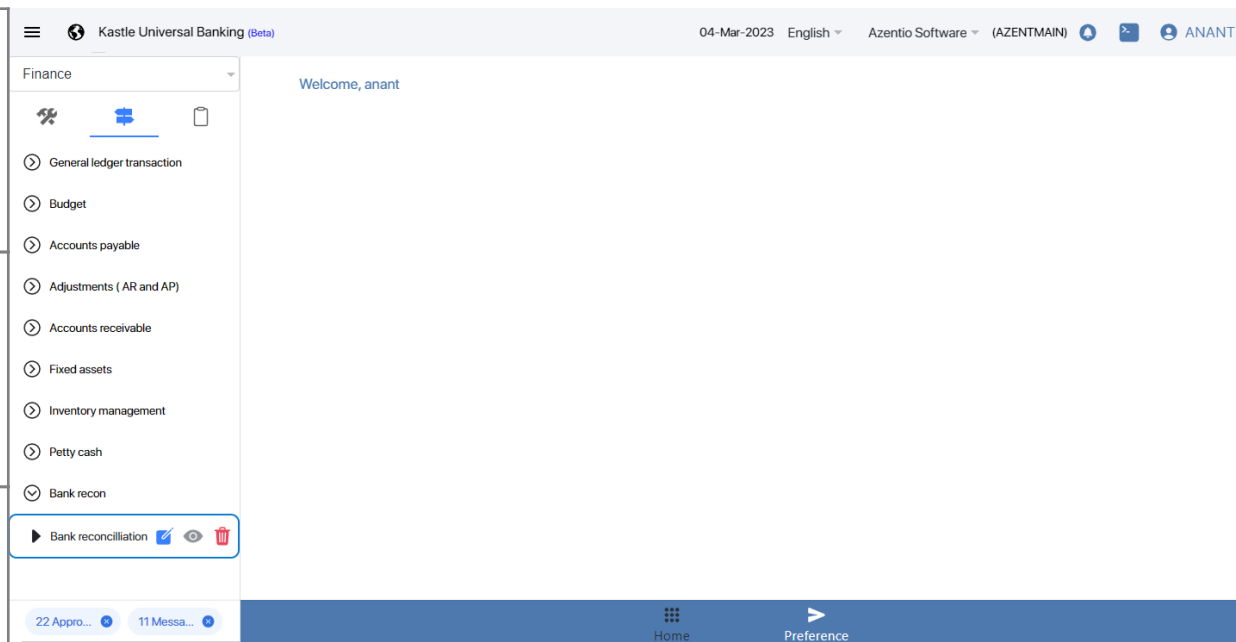 Kastle Universal Banking (Beta)
04-Mar-2023 English Azentio Software (AZENTMAIN) ANANT
Finance
Welcome, anant
General ledger transaction
Budget
Accounts payable
Adjustments ( AR and AP)
Accounts receivable
Fixed assets
Inventory management
Petty cash
Bank recon
Bank reconcilliation
22 Appro... 11 Messa...
Home Preference